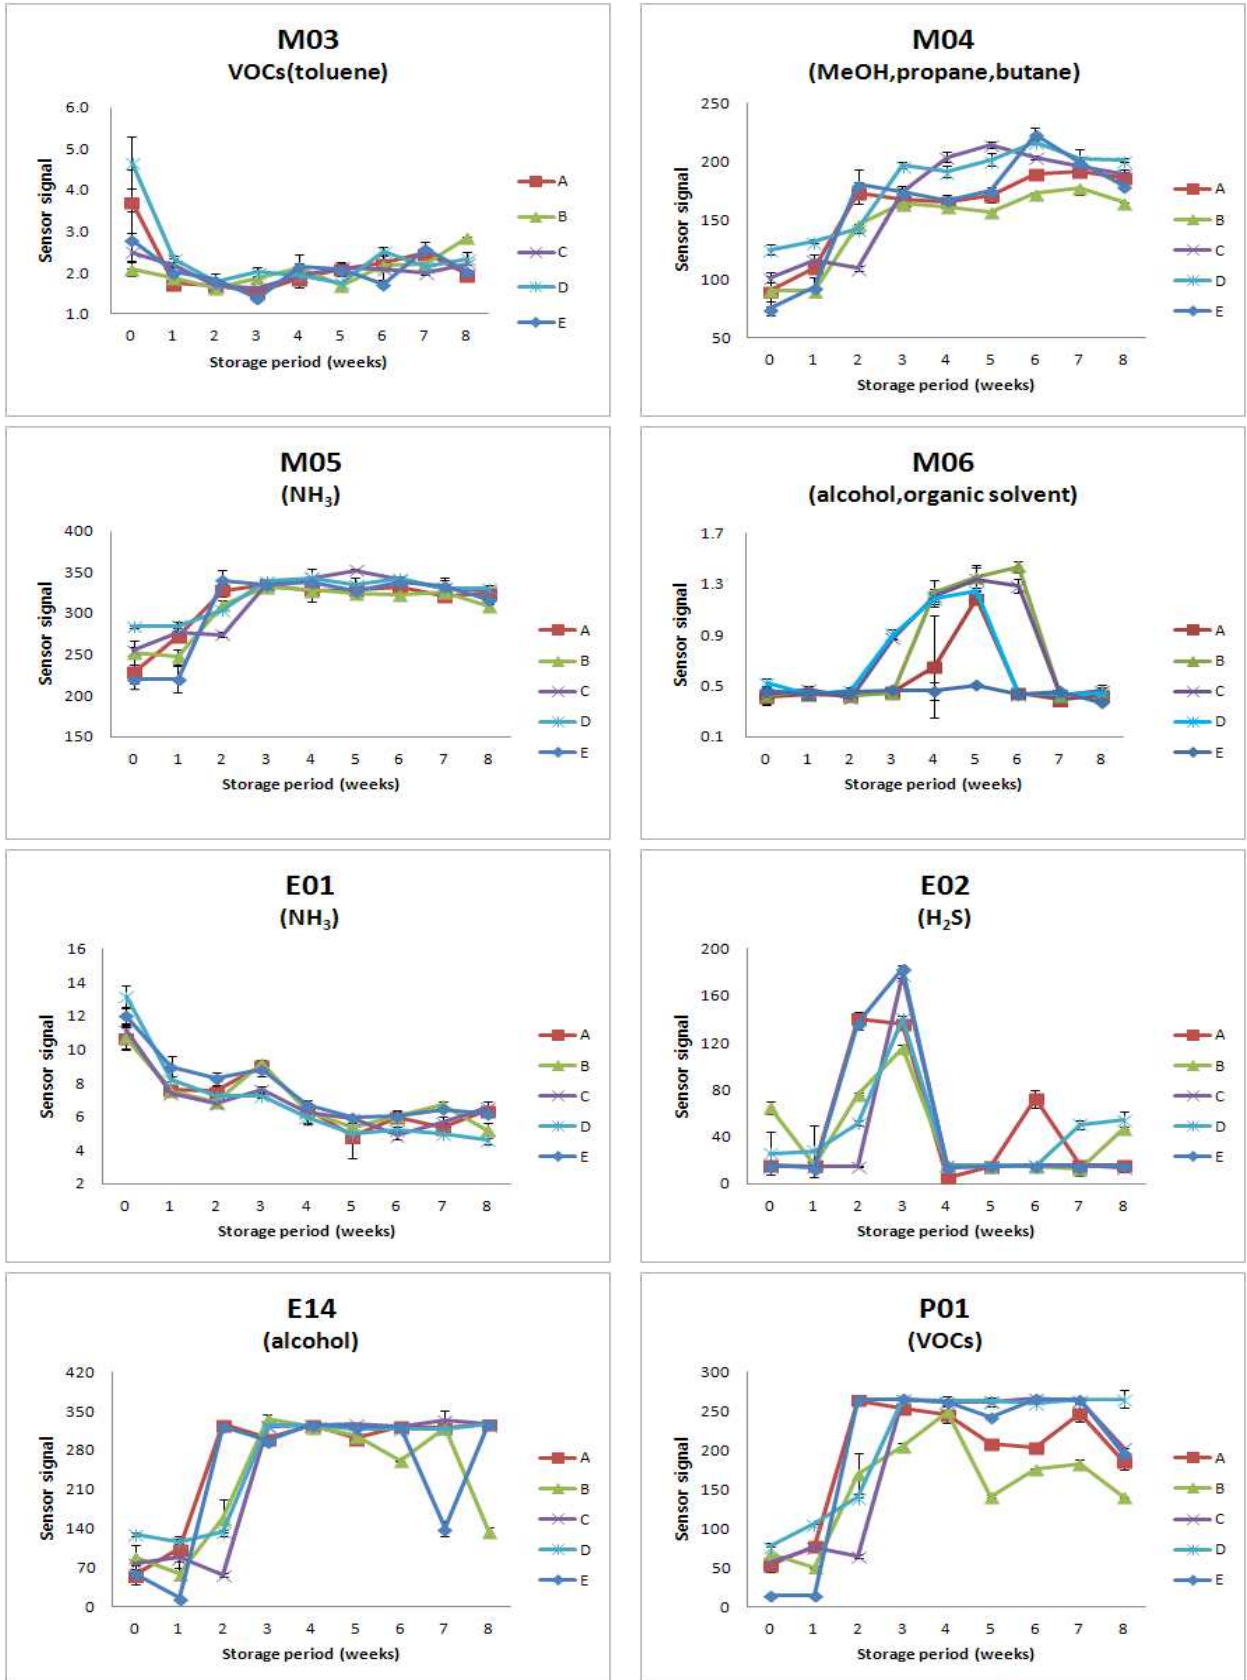 M03
VOCs(toluene)
6.0
5.0
4.0
3.0
2.0
1.0
Sensor signal
0 1 2 3 4 5 6 7 8
Storage period (weeks)
A
B
C
D
E
M04
(MeOH,propane,butane)
250
200
150
100
50
Sensor signal
0 1 2 3 4 5 6 7 8
Storage period (weeks)
A
B
C
D
E
M05
(NH₃)
400
350
300
250
200
150
Sensor signal
0 1 2 3 4 5 6 7 8
Storage period (weeks)
A
B
C
D
E
M06
(alcohol,organic solvent)
1.7
1.3
0.9
0.5
0.1
Sensor signal
0 1 2 3 4 5 6 7 8
Storage period (weeks)
A
B
C
D
E
E01
(NH₃)
16
14
12
10
8
6
4
2
Sensor signal
0 1 2 3 4 5 6 7 8
Storage period (weeks)
A
B
C
D
E
E02
(H₂S)
200
160
120
80
40
0
Sensor signal
0 1 2 3 4 5 6 7 8
Storage period (weeks)
A
B
C
D
E
E14
(alcohol)
420
350
280
210
140
70
0
Sensor signal
0 1 2 3 4 5 6 7 8
Storage period (weeks)
A
B
C
D
E
P01
(VOCs)
300
250
200
150
100
50
0
Sensor signal
0 1 2 3 4 5 6 7 8
Storage period (weeks)
A
B
C
D
E